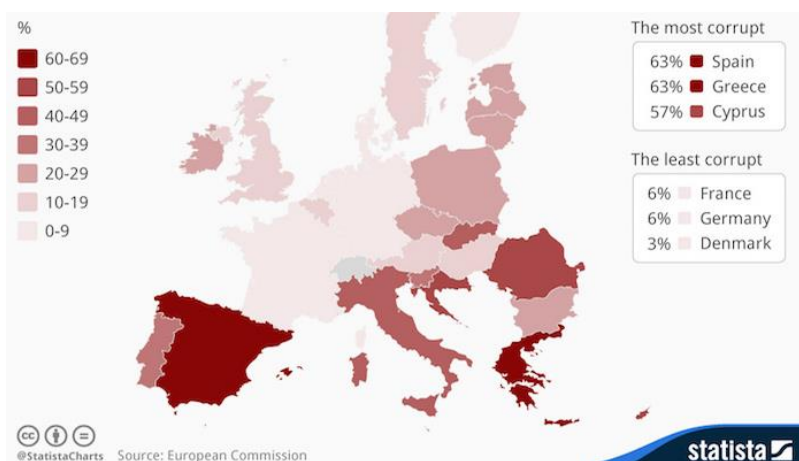 %
60-69
50-59
40-49
30-39
20-29
10-19
0-9
The most corrupt
63% Spain
63% Greece
57% Cyprus
The least corrupt
6% France
6% Germany
3% Denmark
cc
@StatistaCharts Source: European Commission
statista